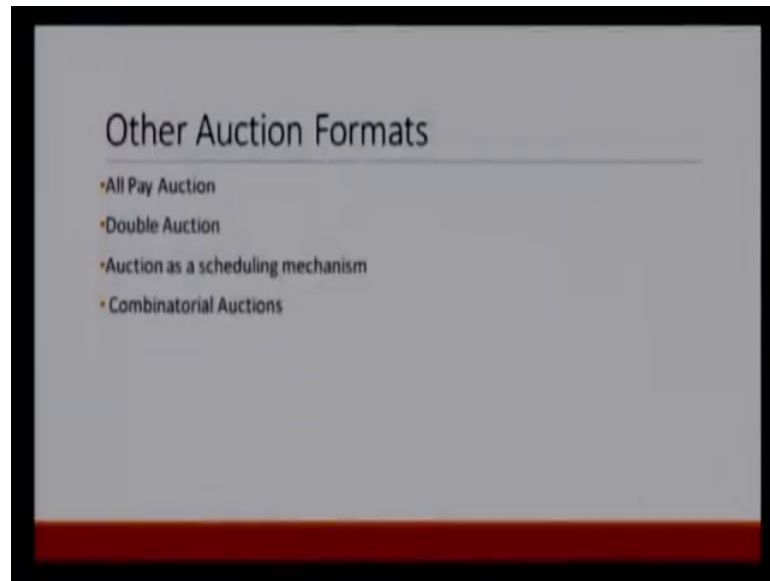 Other Auction Formats
•All Pay Auction
•Double Auction
•Auction as a scheduling mechanism
• Combinatorial Auctions